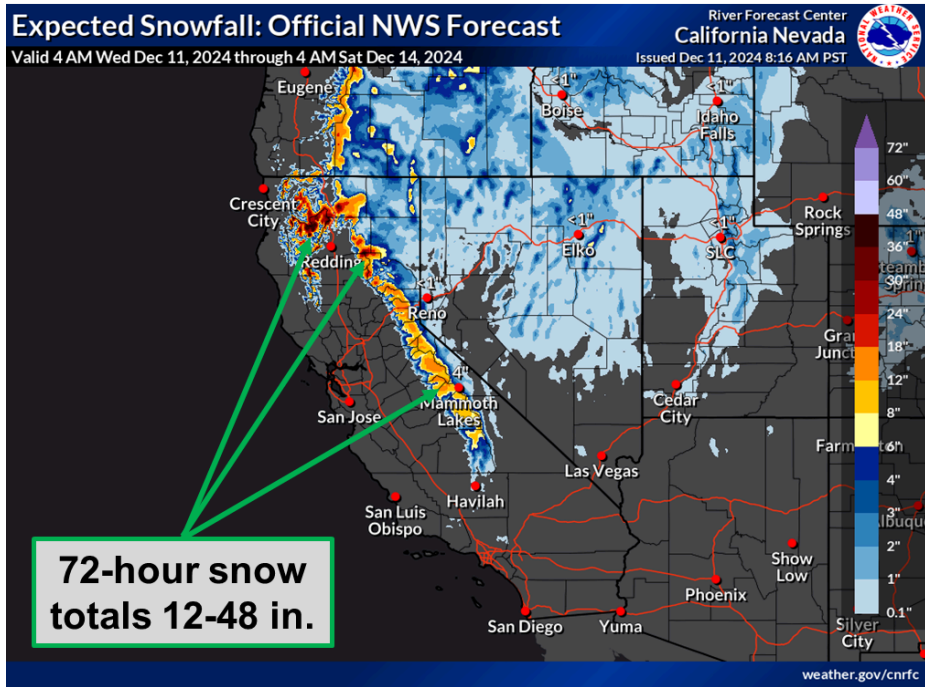 Expected Snowfall: Official NWS Forecast
Valid 4 AM Wed Dec 11, 2024 through 4 AM Sat Dec 14, 2024
River Forecast Center
California Nevada
Issued Dec 11, 2024 8:16 AM PST
NATIONAL WEATHER SERVICE
Eugene
<1"
Boise
<1"
Idaho
Falls
72"
60"
48"
36"
30"
24"
18"
12"
8"
6"
4"
3"
2"
1"
0.1"
Crescent
City
Redding
<1"
Reno
<1"
Elko
<1"
SLC
Rock
Springs
1"
4"
Mammoth
Lakes
San Jose
Cedar
City
Las Vegas
Havilah
San Luis
Obispo
Show
Low
Phoenix
San Diego
Yuma
Silver
City
72-hour snow
totals 12-48 in.
weather.gov/cnrfc